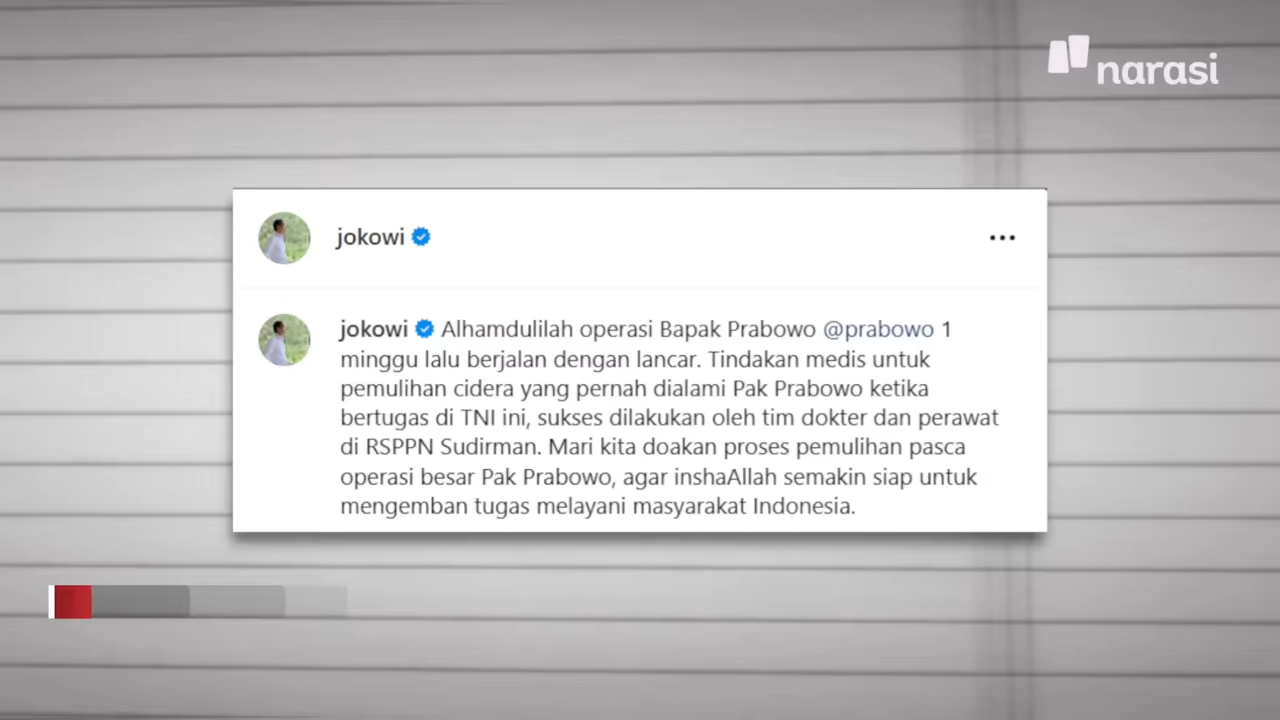 narasi
jokowi
jokowi Alhamdulilah operasi Bapak Prabowo @prabowo 1
minggu lalu berjalan dengan lancar. Tindakan medis untuk
pemulihan cidera yang pernah dialami Pak Prabowo ketika
bertugas di TNI ini, sukses dilakukan oleh tim dokter dan perawat
di RSPPN Sudirman. Mari kita doakan proses pemulihan pasca
operasi besar Pak Prabowo, agar inshaAllah semakin siap untuk
mengemban tugas melayani masyarakat Indonesia.